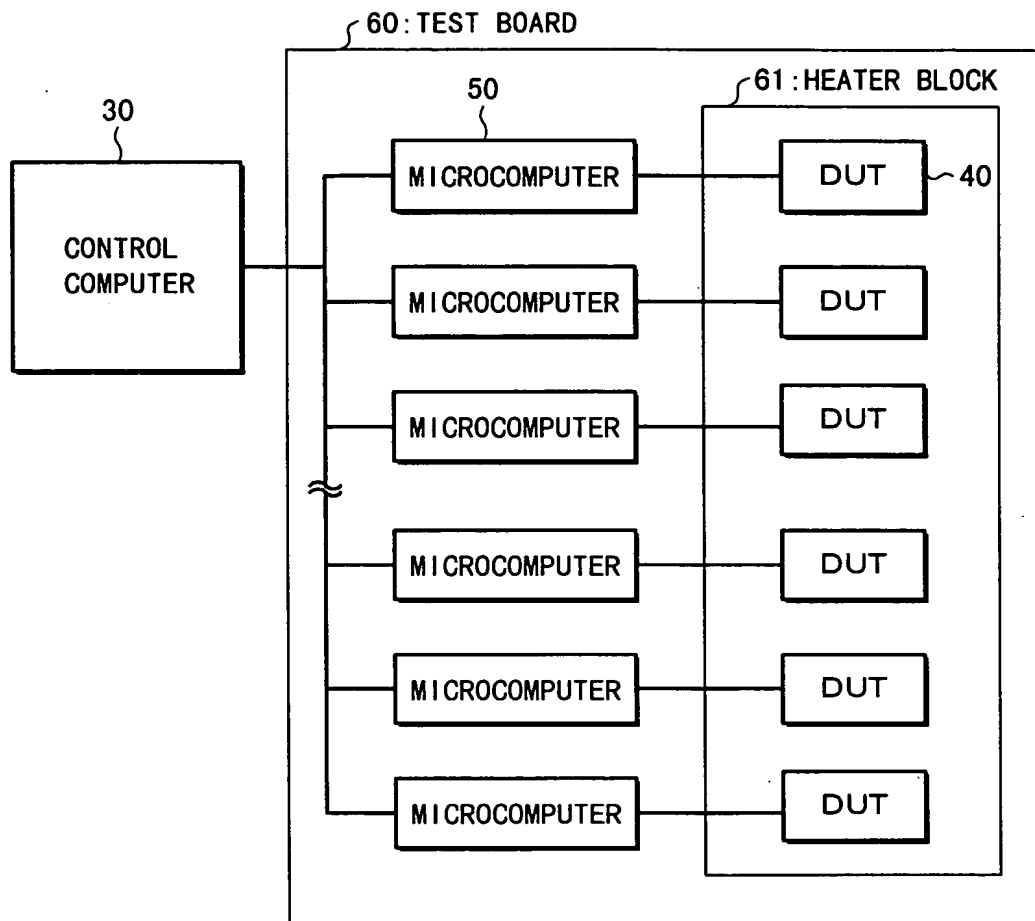 60:TEST BOARD
61:HEATER BLOCK
30
50
CONTROL
COMPUTER
MICROCOMPUTER
DUT
40
MICROCOMPUTER
DUT
MICROCOMPUTER
DUT
MICROCOMPUTER
DUT
MICROCOMPUTER
DUT
MICROCOMPUTER
DUT